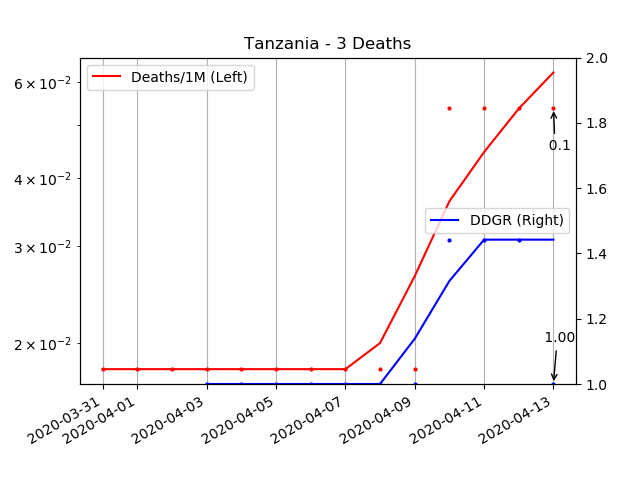 Tanzania - 3 Deaths
Deaths/1M (Left)
DDGR (Right)
6 × 10⁻²
4 × 10⁻²
3 × 10⁻²
2 × 10⁻²
2.0
1.8
1.6
1.4
1.2
1.0
0.1
1.00
2020-03-31
2020-04-01
2020-04-03
2020-04-05
2020-04-07
2020-04-09
2020-04-11
2020-04-13